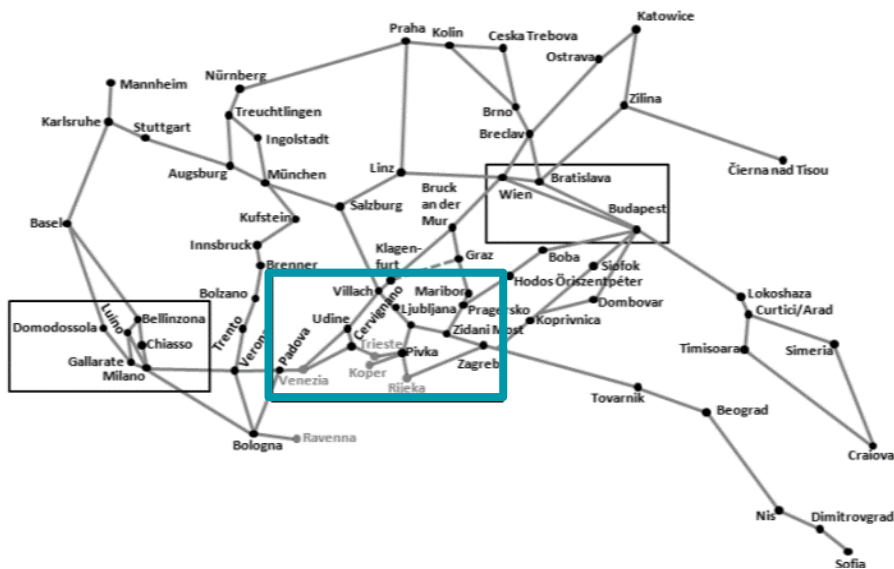 Katowice
Praha
Kolin
Ceska Trebova
Ostrava
Nürnberg
Mannheim
Zilina
Treuchtlingen
Brno
Karlsruhe
Stuttgart
Ingolstadt
Breclav
Augsburg
München
Linz
Čierna nad Tisou
Bruck
an der
Mur
Wien
Bratislava
Salzburg
Budapest
Kufstein
Basel
Innsbruck
Klagen-
furt
Graz
Boba
Brenner
Siófok
Hodos Öriszentpéter
Villach
Maribor
Bolzano
Lokoshaza
Dombovar
Curtici/Arad
Luino
Bellinzona
Udine
Cervignano
Ljubljana
Pragersko
Koprivnica
Domodossola
Trento
Chiasso
Zidani Most
Simeria
Timisoara
Gallarate
Milano
Verona
Padova
Trieste
Pivka
Zagreb
Venezia
Koper
Rijeka
Tovarnik
Beograd
Bologna
Ravenna
Craiova
Nis
Dimitrovgrad
Sofia